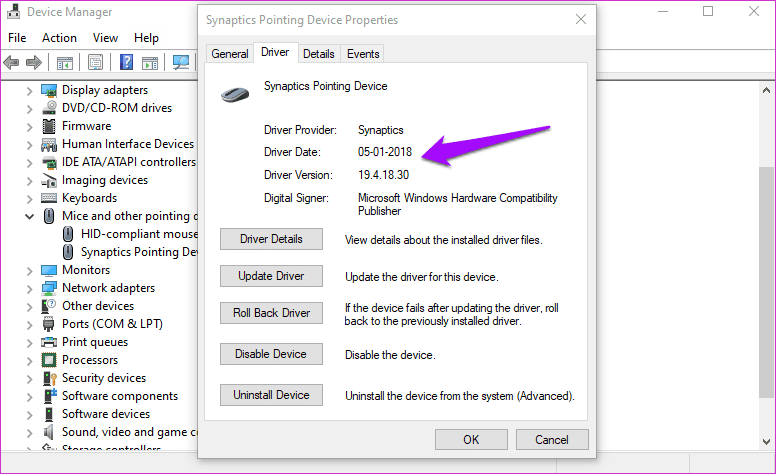 Device Manager
File Action View Help
Display adapters
DVD/CD-ROM drives
Firmware
Human Interface Devices
IDE ATA/ATAPI controllers
Imaging devices
Keyboards
Mice and other pointing d
HID-compliant mouse
Synaptics Pointing Dev
Monitors
Network adapters
Other devices
Ports (COM & LPT)
Print queues
Processors
Security devices
Software components
Software devices
Sound, video and game co
Storage controllers
Synaptics Pointing Device Properties
General Driver Details Events
Synaptics Pointing Device
Driver Provider: Synaptics
Driver Date: 05-01-2018
Driver Version: 19.4.18.30
Digital Signer: Microsoft Windows Hardware Compatibility
Publisher
Driver Details View details about the installed driver files.
Update Driver Update the driver for this device.
Roll Back Driver If the device fails after updating the driver, roll
back to the previously installed driver.
Disable Device Disable the device.
Uninstall Device Uninstall the device from the system (Advanced).
OK Cancel